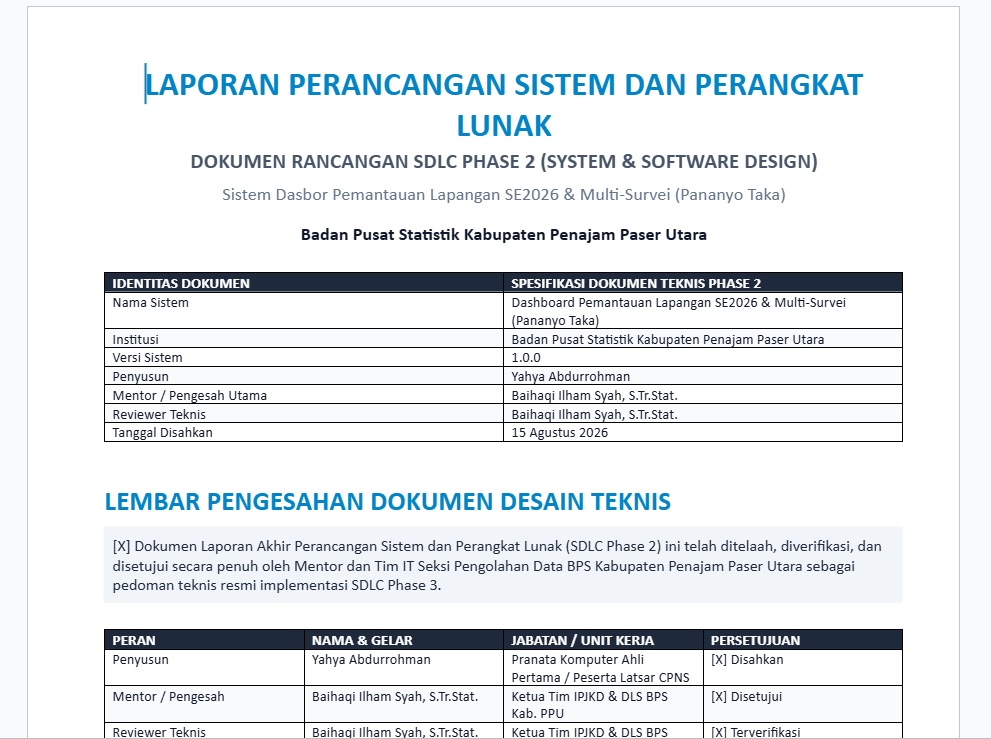 LAPORAN PERANCANGAN SISTEM DAN PERANGKAT
LUNAK
DOKUMEN RANCANGAN SDLC PHASE 2 (SYSTEM & SOFTWARE DESIGN)
Sistem Dasbor Pemantauan Lapangan SE2026 & Multi-Survei (Pananyo Taka)
Badan Pusat Statistik Kabupaten Penajam Paser Utara
IDENTITAS DOKUMEN SPESIFIKASI DOKUMEN TEKNIS PHASE 2
Nama Sistem Dashboard Pemantauan Lapangan SE2026 & Multi-Survei
(Pananyo Taka)
Institusi Badan Pusat Statistik Kabupaten Penajam Paser Utara
Versi Sistem 1.0.0
Penyusun Yahya Abdurrohman
Mentor / Pengesah Utama Baihaqi Ilham Syah, S.Tr.Stat.
Reviewer Teknis Baihaqi Ilham Syah, S.Tr.Stat.
Tanggal Disahkan 15 Agustus 2026
LEMBAR PENGESAHAN DOKUMEN DESAIN TEKNIS
[X] Dokumen Laporan Akhir Perancangan Sistem dan Perangkat Lunak (SDLC Phase 2) ini telah ditelaah, diverifikasi, dan
disetujui secara penuh oleh Mentor dan Tim IT Seksi Pengolahan Data BPS Kabupaten Penajam Paser Utara sebagai
pedoman teknis resmi implementasi SDLC Phase 3.
PERAN NAMA & GELAR JABATAN / UNIT KERJA PERSETUJUAN
Penyusun Yahya Abdurrohman Pranata Komputer Ahli [X] Disahkan
Pertama / Peserta Latsar CPNS
Mentor / Pengesah Baihaqi Ilham Syah, S.Tr.Stat. Ketua Tim IPJKD & DLS BPS [X] Disetujui
Kab. PPU
Reviewer Teknis Baihaqi Ilham Syah, S.Tr.Stat. Ketua Tim IPJKD & DLS BPS [X] Terverifikasi